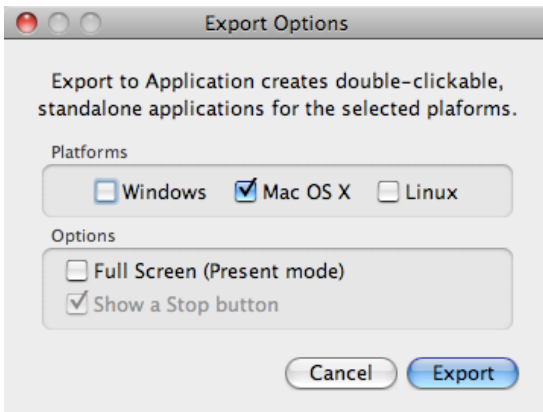 Export Options
Export to Application creates double-clickable,
standalone applications for the selected plaforms.
Platforms
Windows Mac OS X Linux
Options
Full Screen (Present mode)
Show a Stop button
Cancel Export